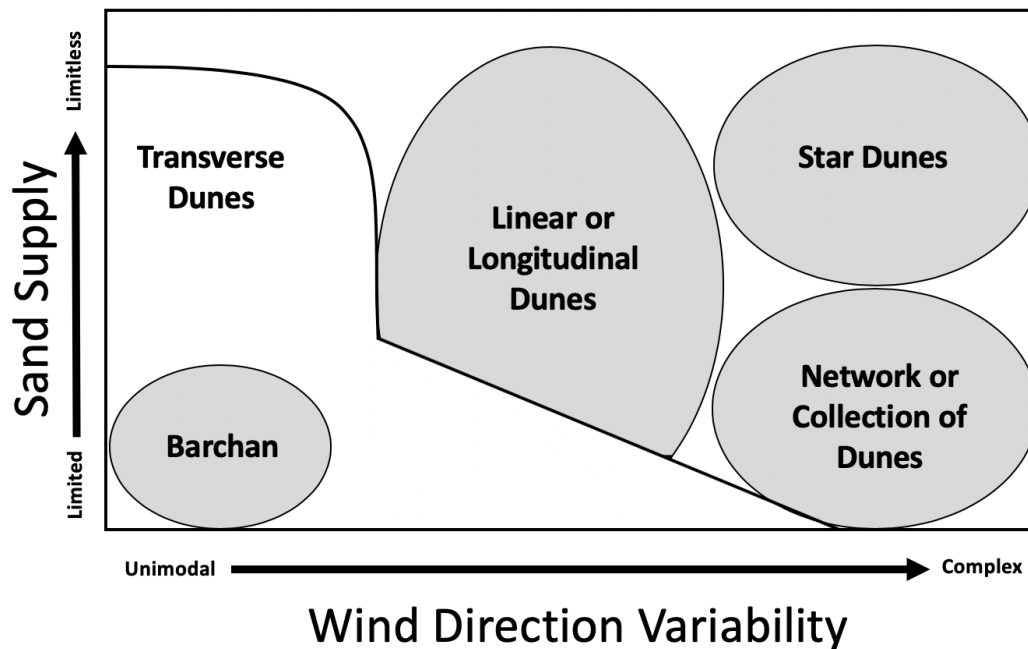 Limitless
Sand Supply
Limited
Transverse
Dunes
Linear or
Longitudinal
Dunes
Star Dunes
Barchan
Network or
Collection of
Dunes
Unimodal
Complex
Wind Direction Variability